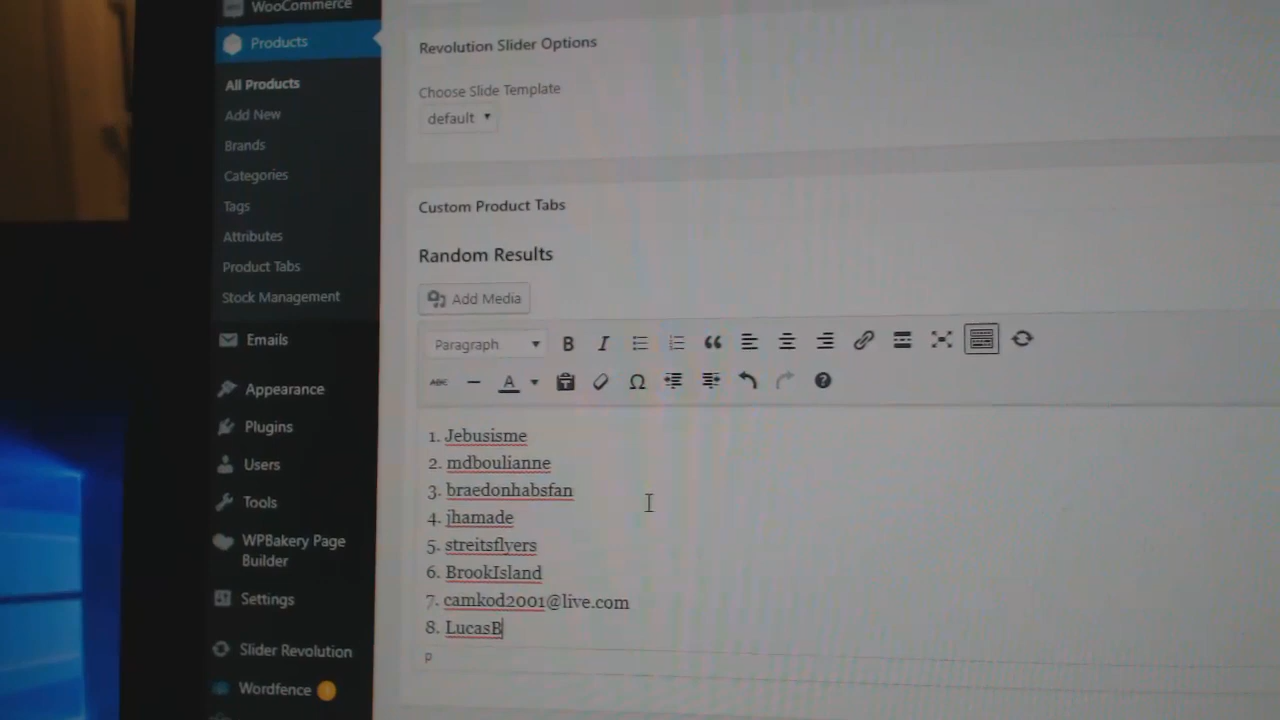 WooCommerce
Products
All Products
Add New
Brands
Categories
Tags
Attributes
Product Tabs
Stock Management
Emails
Appearance
Plugins
Users
Tools
WPBakery Page
Builder
Settings
Slider Revolution
Wordfence 1
Revolution Slider Options
Choose Slide Template
default
Custom Product Tabs
Random Results
Add Media
Paragraph B I ABC A
1. Jebusisme
2. mdboulianne
3. braedonhabsfan
4. jhamade
5. streitsflyers
6. BrookIsland
7. camkod2001@live.com
8. LucasB
p